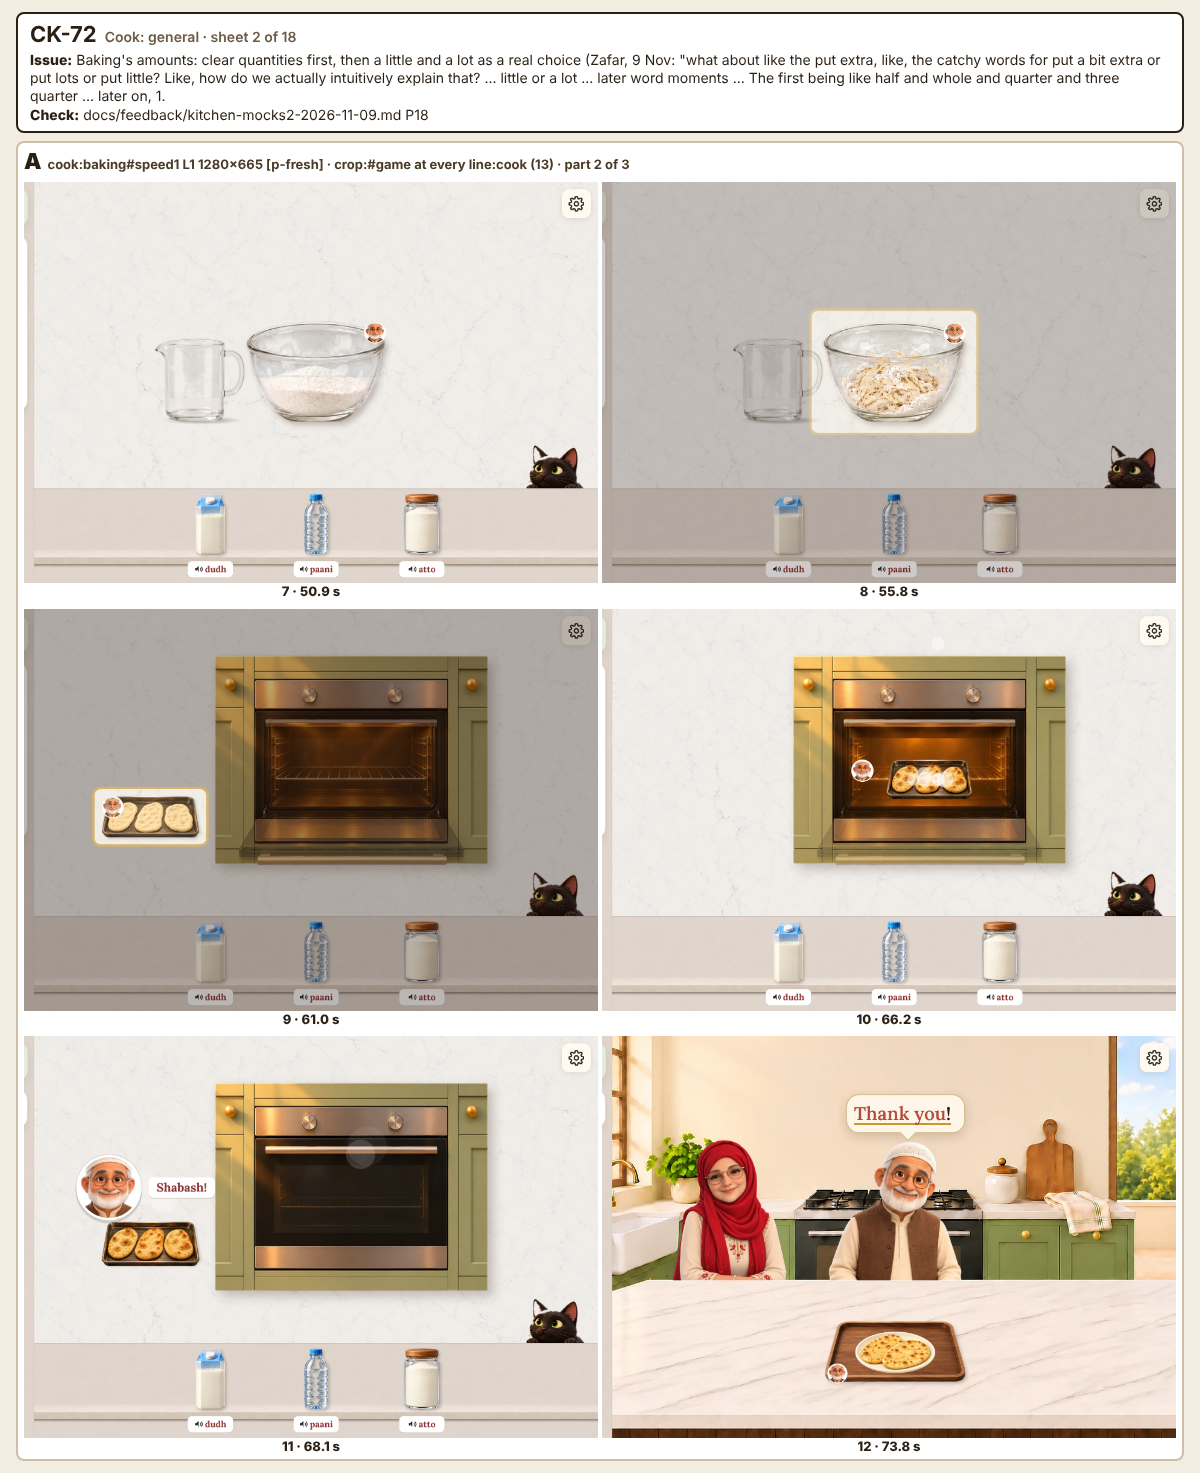 CK-72 Cook: general · sheet 2 of 18
Issue: Baking's amounts: clear quantities first, then a little and a lot as a real choice (Zafar, 9 Nov: "what about like the put extra, like, the catchy words for put a bit extra or
put lots or put little? Like, how do we actually intuitively explain that? ... little or a lot ... later word moments ... The first being like half and whole and quarter and three
quarter ... later on, 1.
Check: docs/feedback/kitchen-mocks2-2026-11-09.md P18
A cook:baking#speed1 L1 1280×665 [p-fresh] · crop:#game at every line:cook (13) · part 2 of 3
dudh
paani
atto
7 · 50.9 s
dudh
paani
atto
8 · 55.8 s
dudh
paani
atto
9 · 61.0 s
dudh
paani
atto
10 · 66.2 s
Shabash!
dudh
paani
atto
11 · 68.1 s
Thank you!
12 · 73.8 s